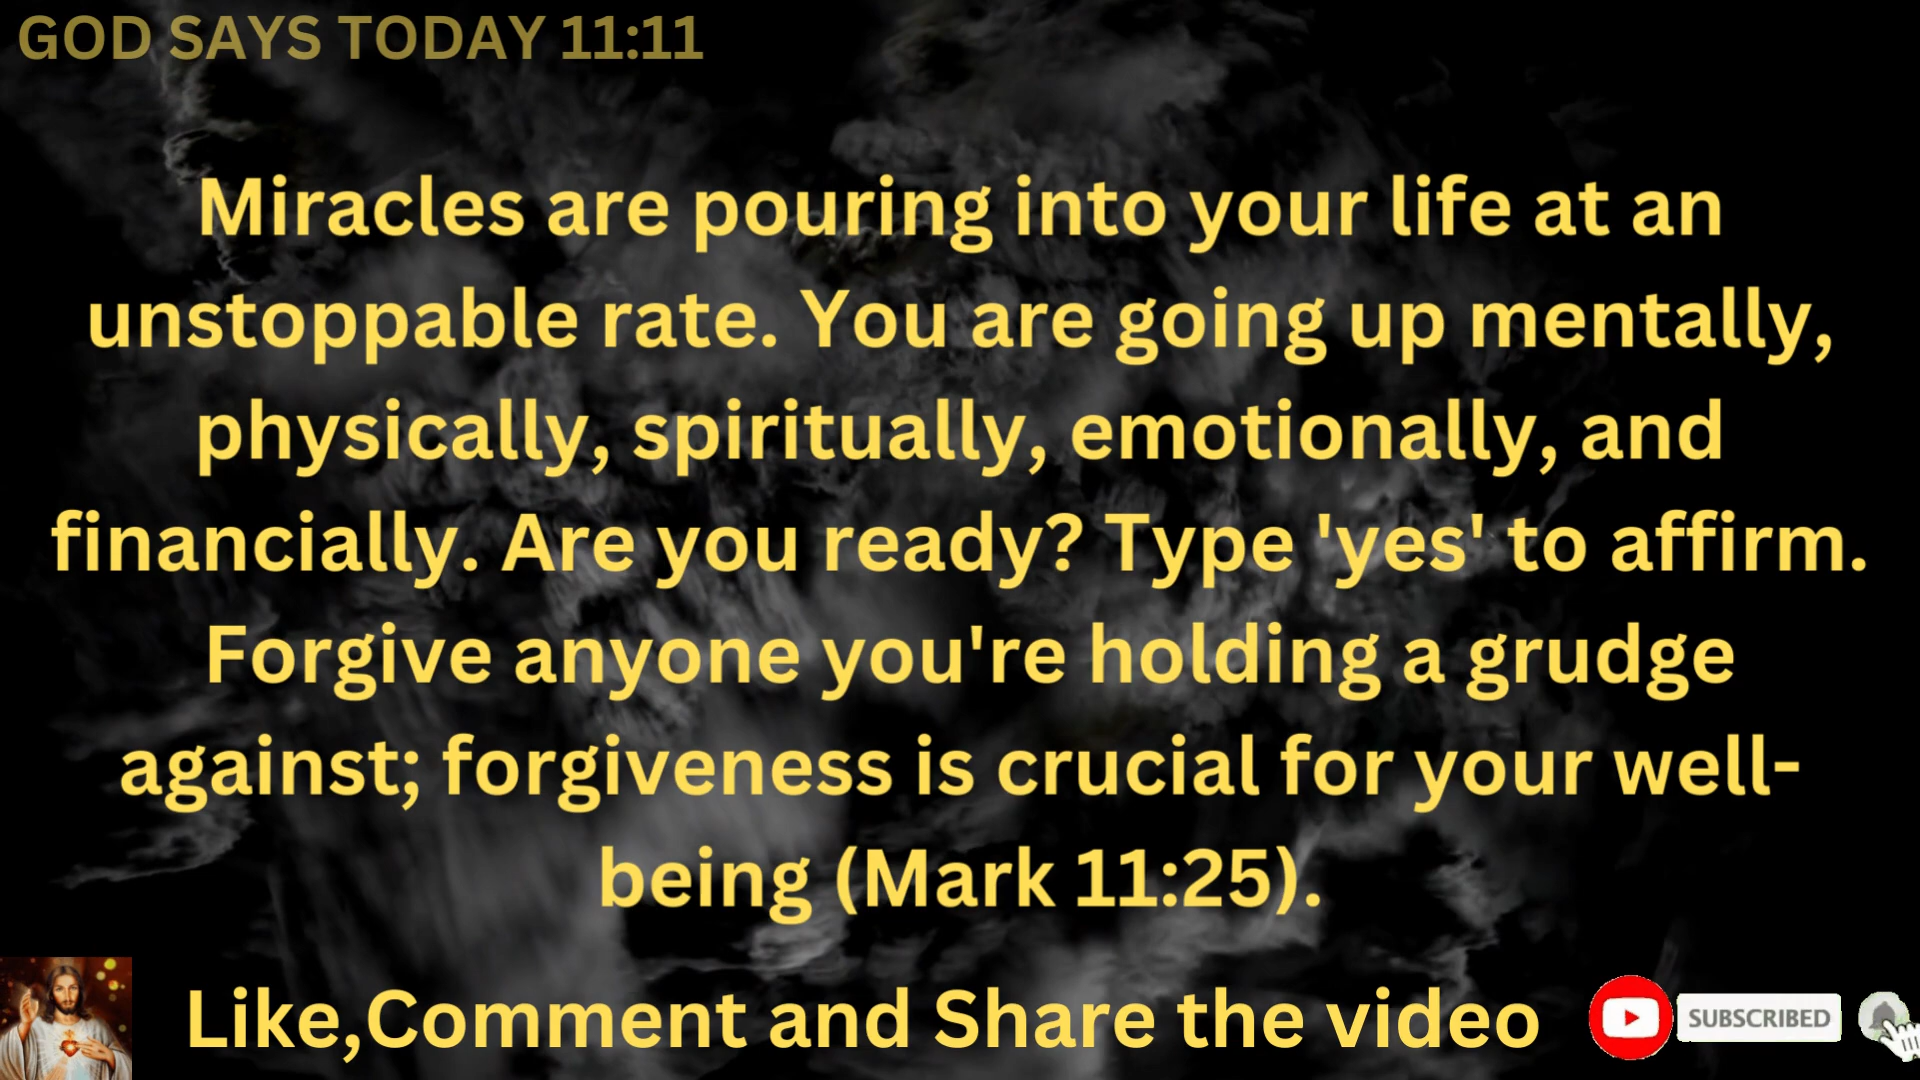 GOD SAYS TODAY 11:11
Miracles are pouring into your life at an
unstoppable rate. You are going up mentally,
physically, spiritually, emotionally, and
financially. Are you ready? Type 'yes' to affirm.
Forgive anyone you're holding a grudge
against; forgiveness is crucial for your well-
being (Mark 11:25).
Like,Comment and Share the video
SUBSCRIBED